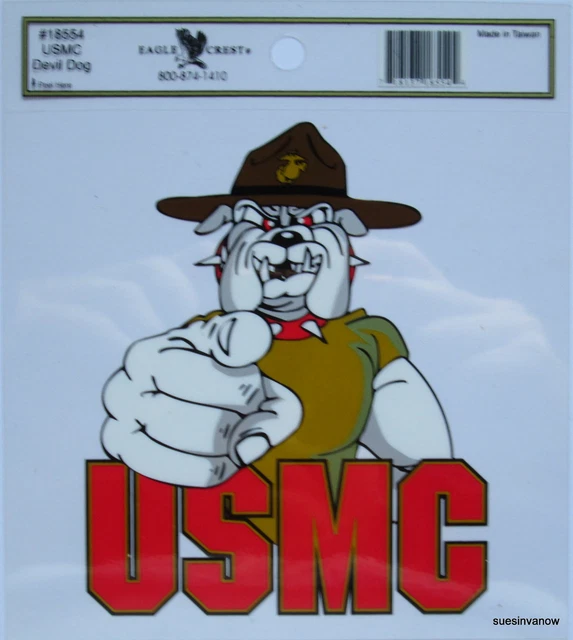 #18554
USMC
Devil Dog
Peel Here
EAGLE CREST®
800-874-1410
Made in Taiwan
USMC
suesinvanow